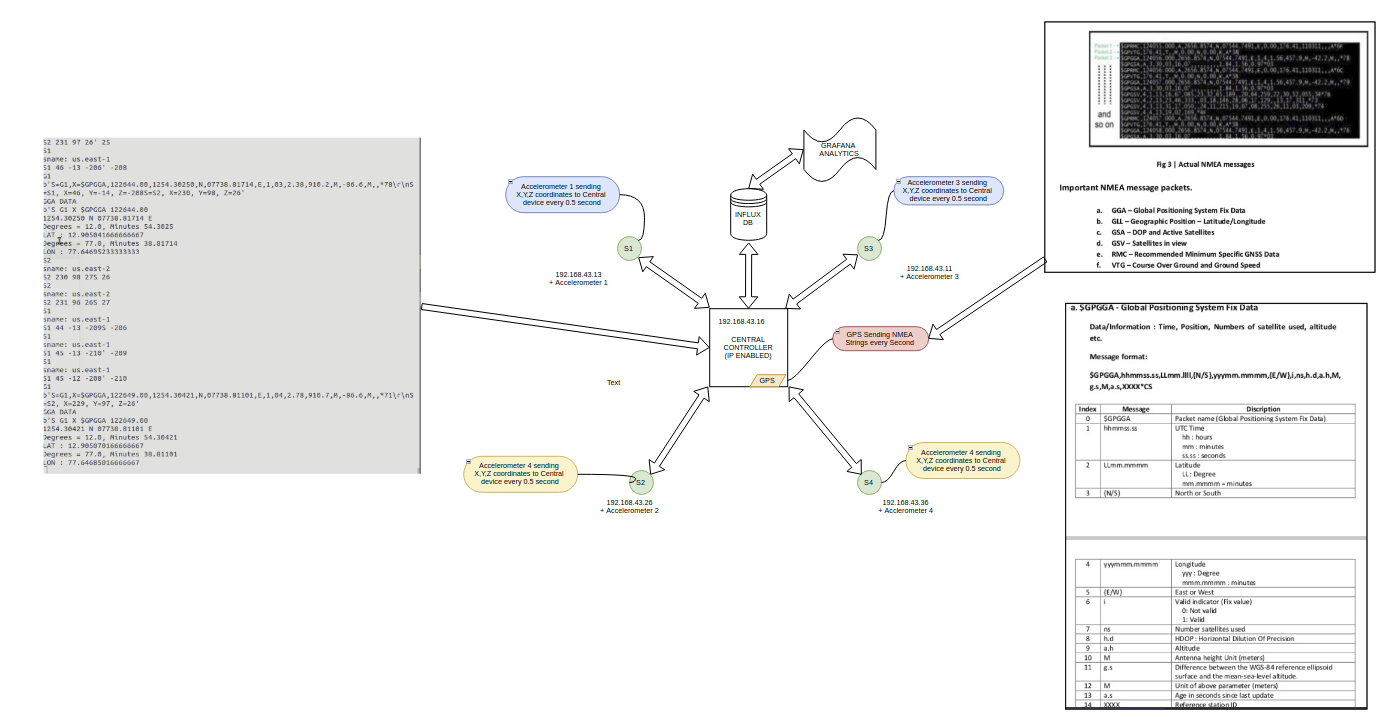 S2 231 97 26' 25
S1
sname: us.east-1
S1 46 -13 -206' -208
G1
b'S=G1,X=$GPGGA,122644.00,1254.30250,N,07738.81714,E,1,03,2.38,910.2,M,-86.6,M,,*78\r\nS
=S1, X=46, Y=-14, Z=-208S=S2, X=230, Y=98, Z=26'
GGA DATA
b'S G1 X $GPGGA 122644.00
1254.30250 N 07738.81714 E
Degrees = 12.0, Minutes 54.3025
LAT : 12.905041666666667
Degrees = 77.0, Minutes 38.81714
LON : 77.64695233333333
S2
sname: us.east-2
S2 230 98 275 26
S2
sname: us.east-2
S2 231 96 265 27
S1
sname: us.east-1
S1 44 -13 -209S -206
S1
sname: us.east-1
S1 45 -13 -210' -209
S1
sname: us.east-1
S1 45 -12 -208' -210
G1
b'S=G1,X=$GPGGA,122649.00,1254.30421,N,07738.81101,E,1,04,2.78,910.7,M,-86.6,M,,*71\r\nS
=S2, X=229, Y=97, Z=26'
GGA DATA
b'S G1 X $GPGGA 122649.00
1254.30421 N 07738.81101 E
Degrees = 12.0, Minutes 54.30421
LAT : 12.905070166666667
Degrees = 77.0, Minutes 38.81101
LON : 77.64685016666667
GRAFANA
ANALYTICS
INFLUX
DB
Accelerometer 1 sending
X,Y,Z coordinates to Central
device every 0.5 second
S1
192.168.43.13
+ Accelerometer 1
Accelerometer 3 sending
X,Y,Z coordinates to Central
device every 0.5 second
S3
192.168.43.11
+ Accelerometer 3
192.168.43.16
CENTRAL
CONTROLLER
(IP ENABLED)
GPS
GPS Sending NMEA
Strings every Second
Text
Accelerometer 4 sending
X,Y,Z coordinates to Central
device every 0.5 second
S2
192.168.43.26
+ Accelerometer 2
Accelerometer 4 sending
X,Y,Z coordinates to Central
device every 0.5 second
S4
192.168.43.36
+ Accelerometer 4
and
so on
Fig 3 | Actual NMEA messages
Important NMEA message packets.
a. GGA – Global Positioning System Fix Data
b. GLL – Geographic Position – Latitude/Longitude
c. GSA – DOP and Active Satellites
d. GSV – Satellites in view
e. RMC – Recommended Minimum Specific GNSS Data
f. VTG – Course Over Ground and Ground Speed
a. $GPGGA - Global Positioning System Fix Data
Data/Information : Time, Position, Numbers of satellite used, altitude
etc.
Message format:
$GPGGA,hhmmss.ss,LLmm.llll,{N/S},yyymm.mmmm,{E/W},i,ns,h.d,a.h,M,
g.s,M,a.s,XXXX*CS
Index Message Discription
0 $GPGGA Packet name (Global Positioning System Fix Data)
1 hhmmss.ss UTC Time
hh : hours
mm : minutes
ss.ss : seconds
2 LLmm.mmmm Latitude
LL : Degree
mm.mmmm = minutes
3 {N/S} North or South
4 yyymm.mmmm Longitude
yyy : Degree
mmm.mmmm : minutes
5 {E/W} East or West
6 i Valid indicator (Fix value)
0: Not valid
1: Valid
7 ns Number satellites used
8 h.d HDOP : Horizontal Dilution Of Precision
9 a.h Altitude
10 M Antenna height Unit (meters)
11 g.s Difference between the WGS-84 reference ellipsoid
surface and the mean-sea-level altitude.
12 M Unit of above parameter (meters)
13 a.s Age in seconds since last update
14 XXXX Reference station ID